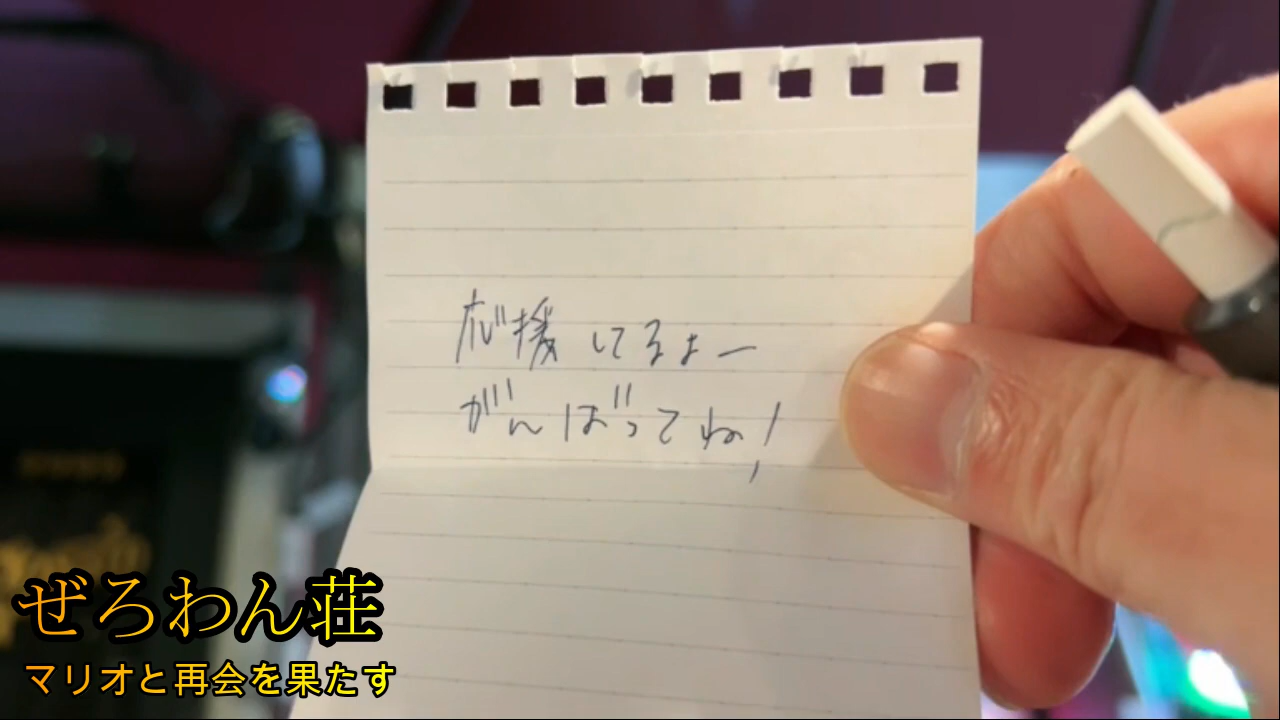 応援してるよー
がんばってね!
ぜろわん荘
マリオと再会を果たす